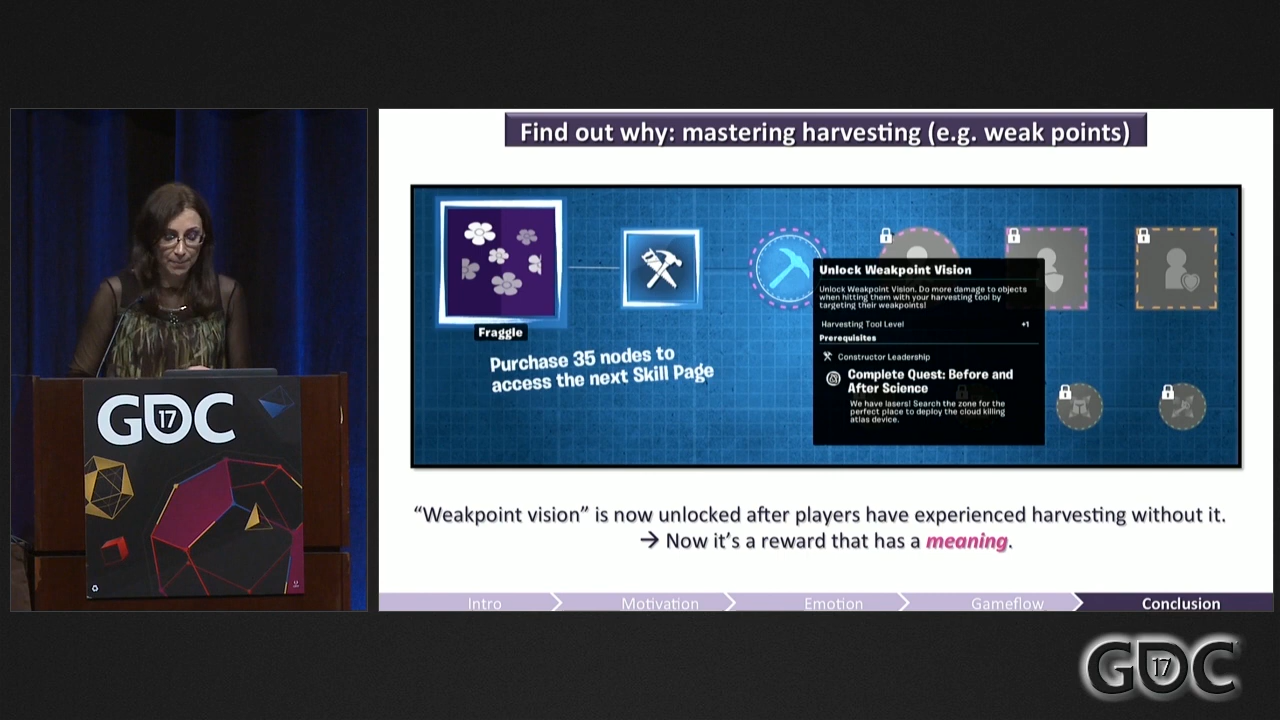 Find out why: mastering harvesting (e.g. weak points)
Fraggle
Purchase 35 nodes to
access the next Skill Page
Unlock Weakpoint Vision
Unlock Weakpoint Vision. Do more damage to objects
when hitting them with your harvesting tool by
targeting their weakpoints!
Harvesting Tool Level +1
Prerequisites
Constructor Leadership
Complete Quest: Before and
After Science
We have lasers! Search the zone for the
perfect place to deploy the cloud killing
atlas device.
“Weakpoint vision” is now unlocked after players have experienced harvesting without it.
→ Now it’s a reward that has a meaning.
Intro Motivation Emotion Gameflow Conclusion
GDC 17
GDC 17